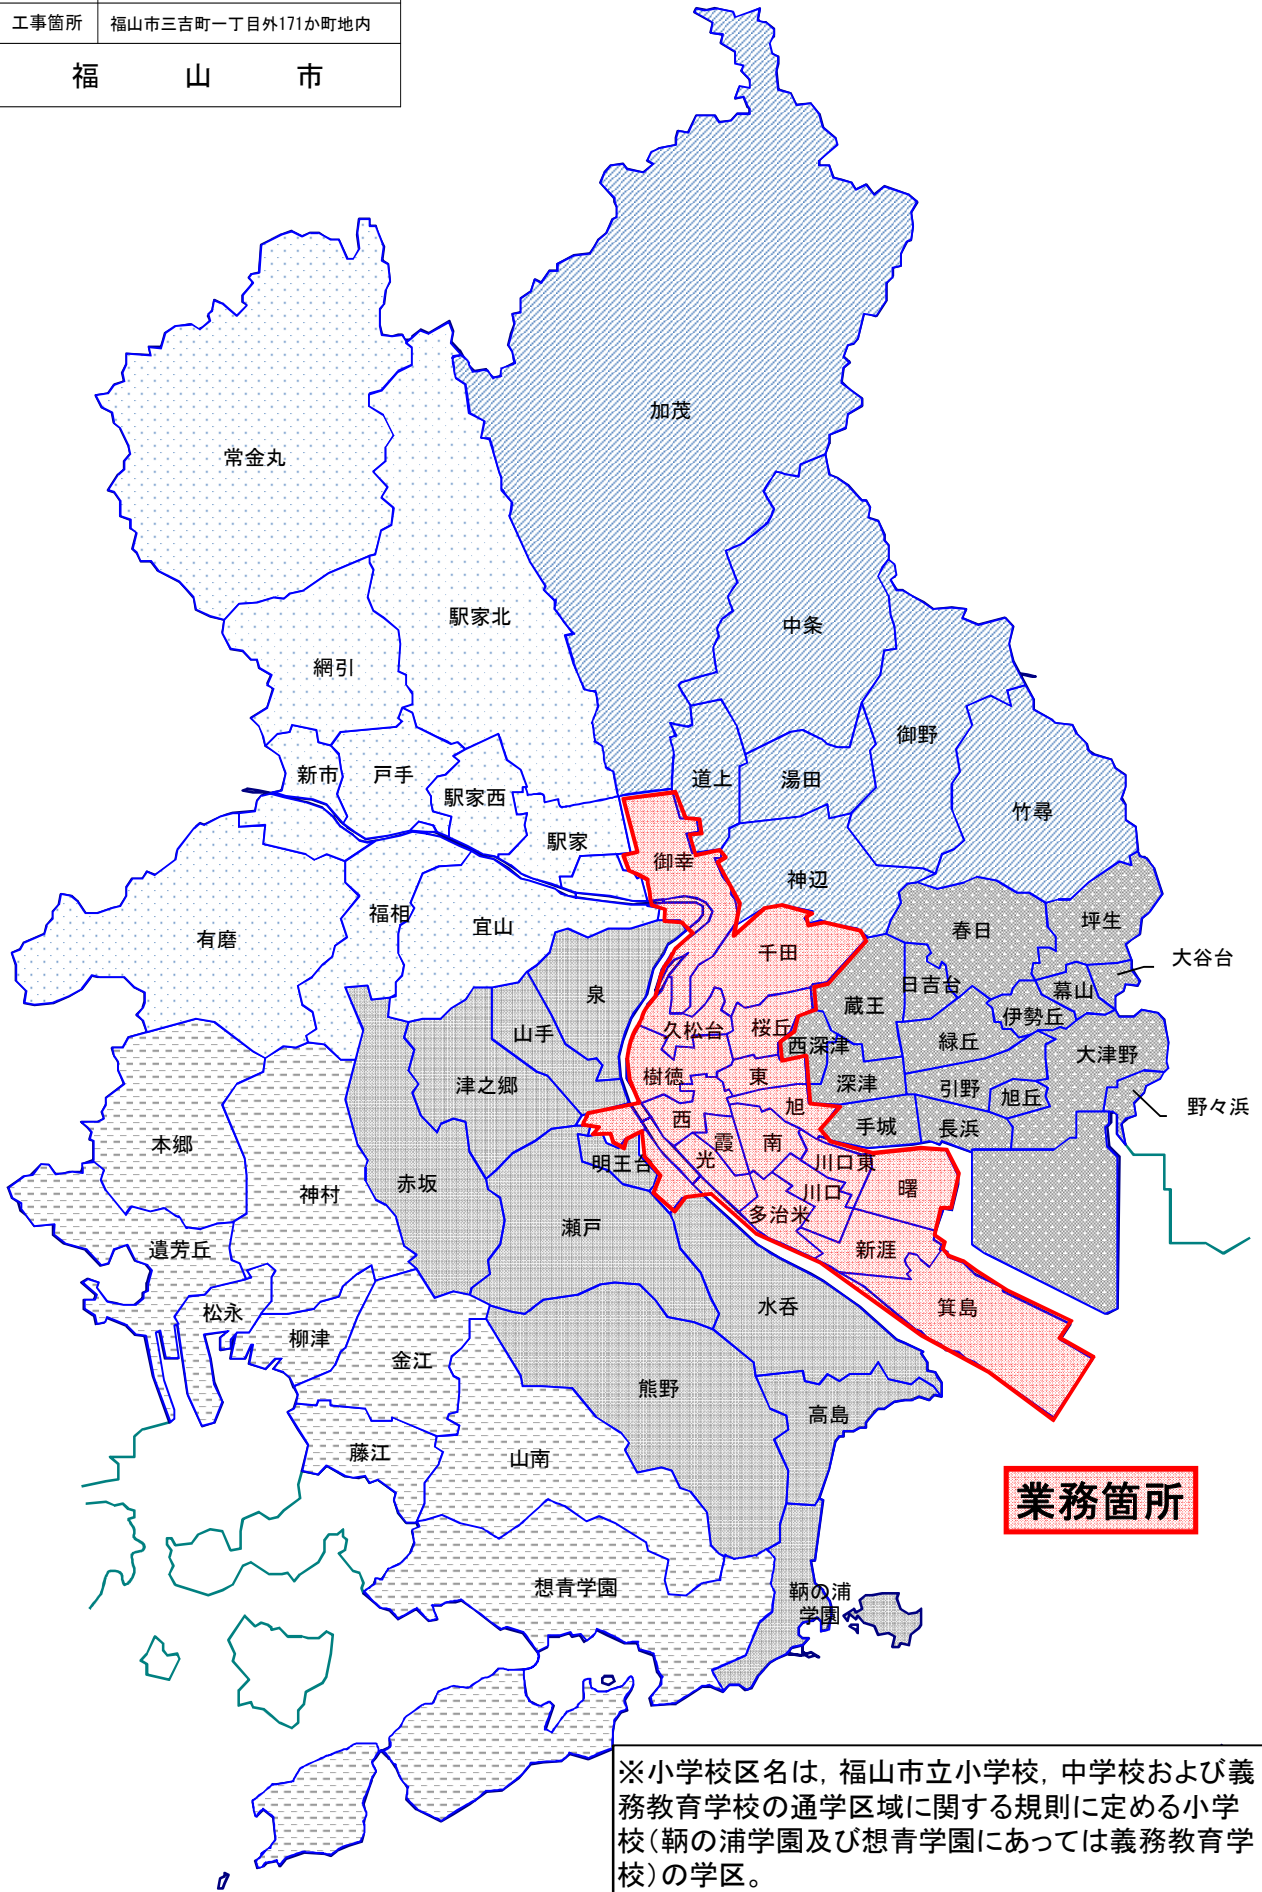 工事箇所 福山市三吉町一丁目外171か町地内
福山市
加茂
常金丸
駅家北
中条
網引
御野
新市
戸手
道上
湯田
駅家西
竹尋
駅家
御幸
神辺
福相
宜山
春日
坪生
有磨
千田
大谷台
泉
日吉台
幕山
蔵王
伊勢丘
山手
久松台
桜丘
西深津
緑丘
大津野
津之郷
樹徳
東
深津
引野
旭丘
野々浜
西
旭
手城
長浜
本郷
霞
南
明王台
光
川口東
赤坂
神村
川口
曙
多治米
瀬戸
遺芳丘
新涯
松永
水呑
箕島
柳津
金江
熊野
高島
藤江
山南
業務箇所
想青学園
鞆の浦
学園
※小学校区名は, 福山市立小学校, 中学校および義
務教育学校の通学区域に関する規則に定める小学
校(鞆の浦学園及び想青学園にあっては義務教育学
校)の学区。